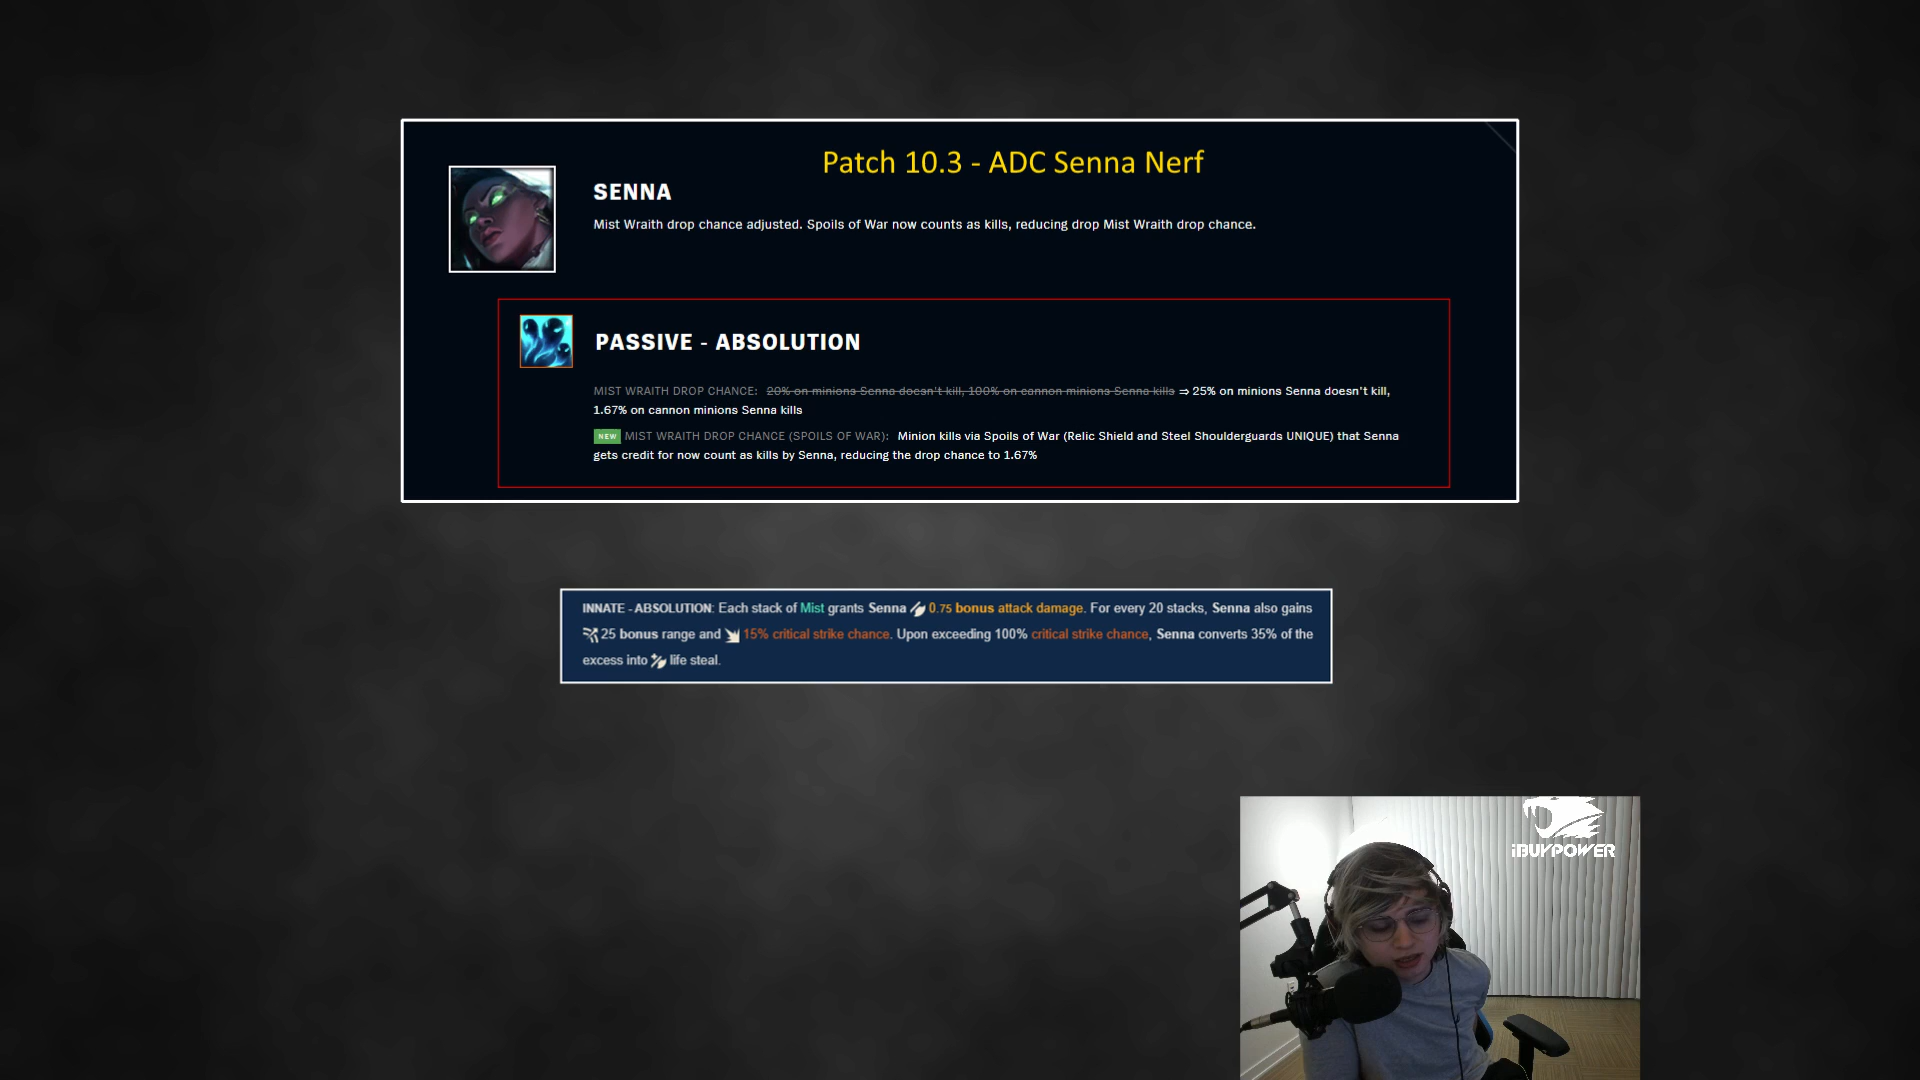 Patch 10.3 - ADC Senna Nerf
SENNA
Mist Wraith drop chance adjusted. Spoils of War now counts as kills, reducing drop Mist Wraith drop chance.
PASSIVE - ABSOLUTION
MIST WRAITH DROP CHANCE: 20% on minions Senna doesn't kill, 100% on cannon minions Senna kills ⇒ 25% on minions Senna doesn't kill,
1.67% on cannon minions Senna kills
NEW MIST WRAITH DROP CHANCE (SPOILS OF WAR): Minion kills via Spoils of War (Relic Shield and Steel Shoulderguards UNIQUE) that Senna
gets credit for now count as kills by Senna, reducing the drop chance to 1.67%
INNATE - ABSOLUTION: Each stack of Mist grants Senna 0.75 bonus attack damage. For every 20 stacks, Senna also gains
25 bonus range and 15% critical strike chance. Upon exceeding 100% critical strike chance, Senna converts 35% of the
excess into life steal.
iBUYPOWER